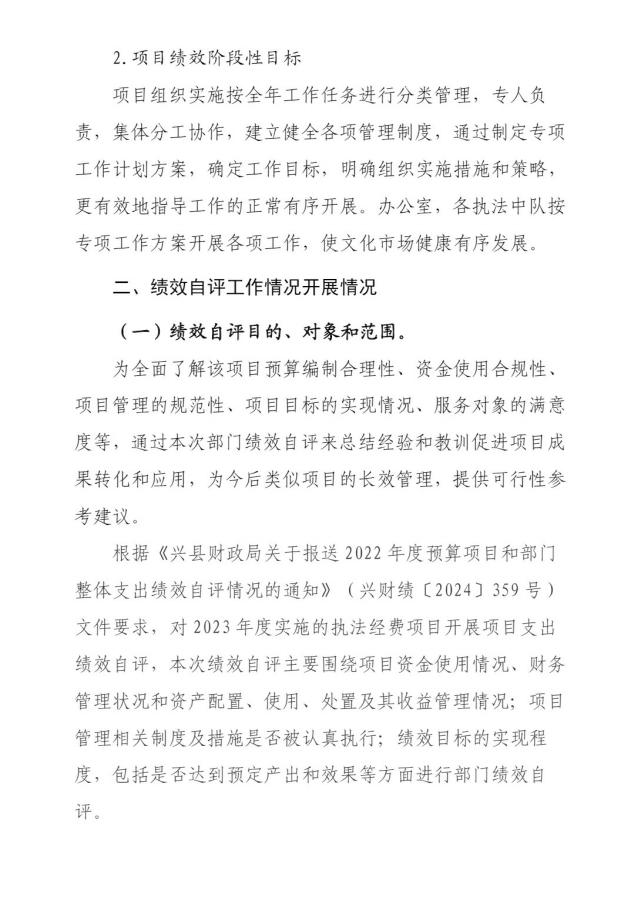 2.项目绩效阶段性目标
项目组织实施按全年工作任务进行分类管理，专人负
责，集体分工协作，建立健全各项管理制度，通过制定专项
工作计划方案，确定工作目标，明确组织实施措施和策略，
更有效地指导工作的正常有序开展。办公室，各执法中队按
专项工作方案开展各项工作，使文化市场健康有序发展。
二、绩效自评工作情况开展情况
（一）绩效自评目的、对象和范围。
为全面了解该项目预算编制合理性、资金使用合规性、
项目管理的规范性、项目目标的实现情况、服务对象的满意
度等，通过本次部门绩效自评来总结经验和教训促进项目成
果转化和应用，为今后类似项目的长效管理，提供可行性参
考建议。
根据《兴县财政局关于报送 2022 年度预算项目和部门
整体支出绩效自评情况的通知》（兴财绩〔2024〕359 号）
文件要求，对 2023 年度实施的执法经费项目开展项目支出
绩效自评，本次绩效自评主要围绕项目资金使用情况、财务
管理状况和资产配置、使用、处置及其收益管理情况；项目
管理相关制度及措施是否被认真执行；绩效目标的实现程
度，包括是否达到预定产出和效果等方面进行部门绩效自
评。